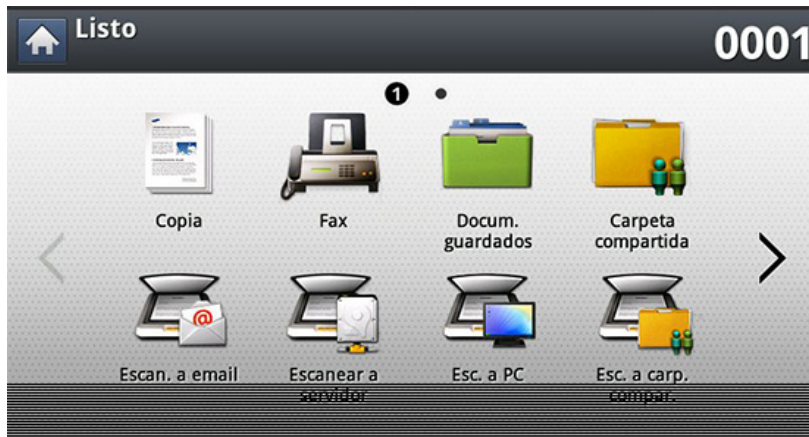 Listo
0001
1
Copia
Fax
Docum.
guardados
Carpeta
compartida
Escan. a email
Escanear a
servidor
Esc. a PC
Esc. a carp.
compar.